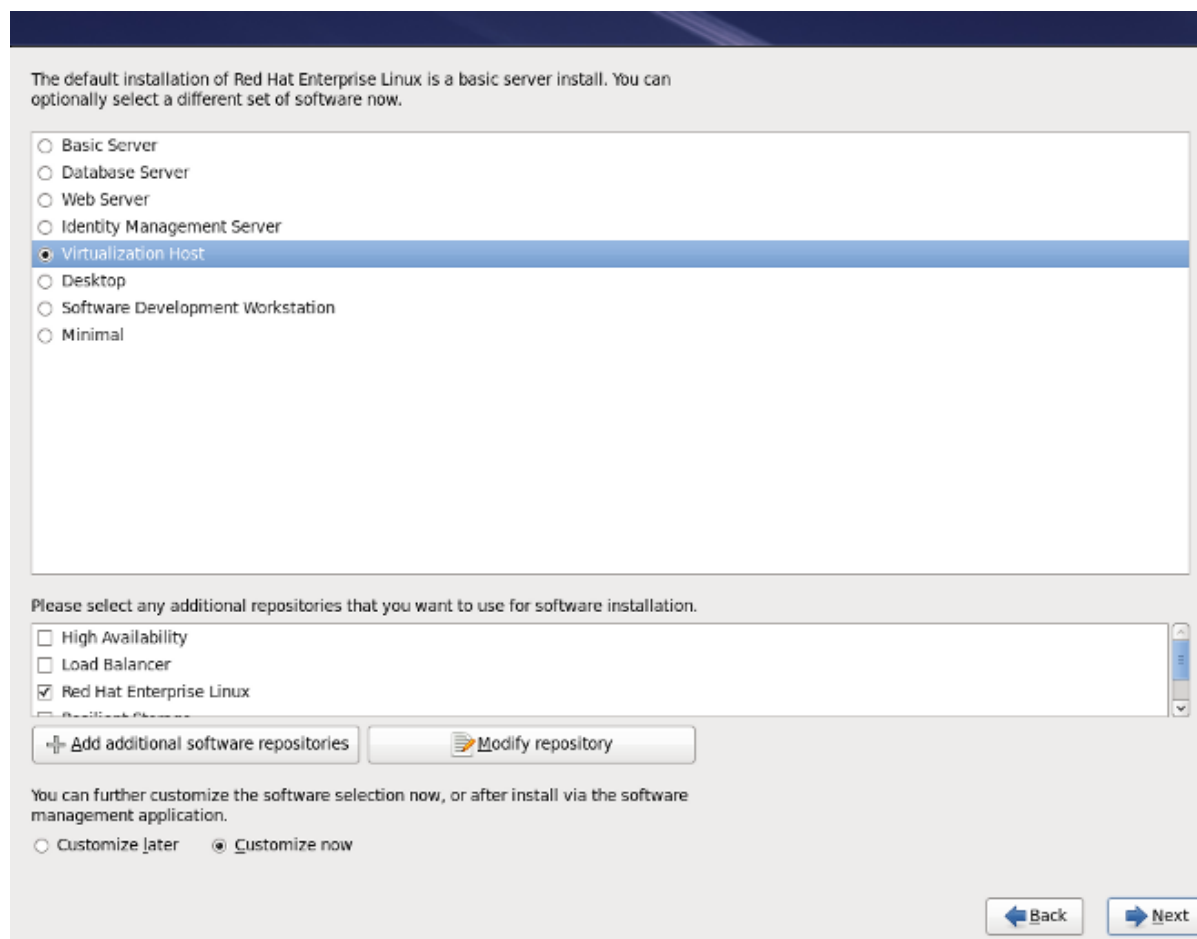 The default installation of Red Hat Enterprise Linux is a basic server install. You can
optionally select a different set of software now.
Basic Server
Database Server
Web Server
Identity Management Server
Virtualization Host
Desktop
Software Development Workstation
Minimal
Please select any additional repositories that you want to use for software installation.
High Availability
Load Balancer
Red Hat Enterprise Linux
Resilient Storage
Add additional software repositories
Modify repository
You can further customize the software selection now, or after install via the software
management application.
Customize later
Customize now
Back
Next